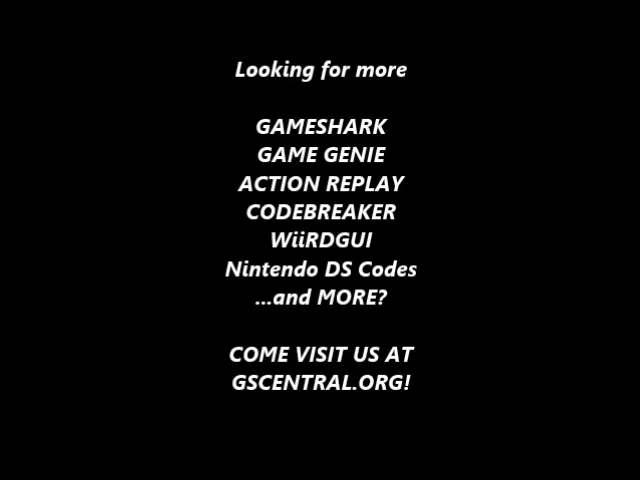 Looking for more
GAMESHARK
GAME GENIE
ACTION REPLAY
CODEBREAKER
WiiRDGUI
Nintendo DS Codes
...and MORE?
COME VISIT US AT
GSCENTRAL.ORG!